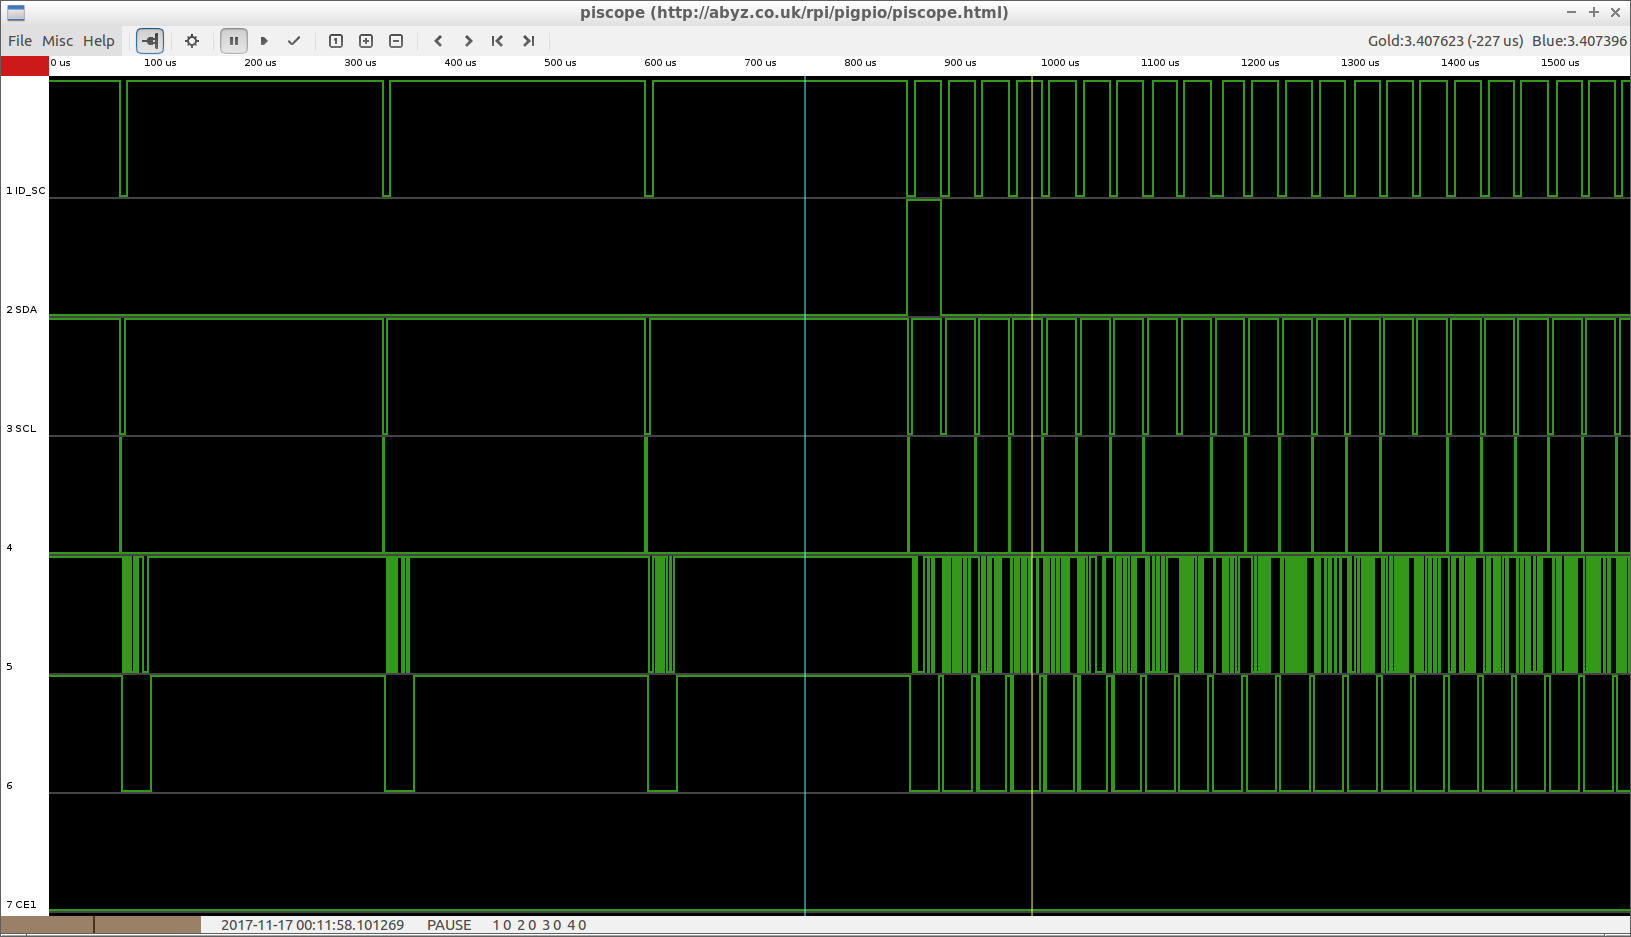 piscope (http://abyz.co.uk/rpi/pigpio/piscope.html)
File Misc Help 1 Gold:3.407623 (-227 us) Blue:3.407396
0 us 100 us 200 us 300 us 400 us 500 us 600 us 700 us 800 us 900 us 1000 us 1100 us 1200 us 1300 us 1400 us 1500 us
1 ID_SC
2 SDA
3 SCL
4
5
6
7 CE1
2017-11-17 00:11:58.101269 PAUSE 1 0 2 0 3 0 4 0